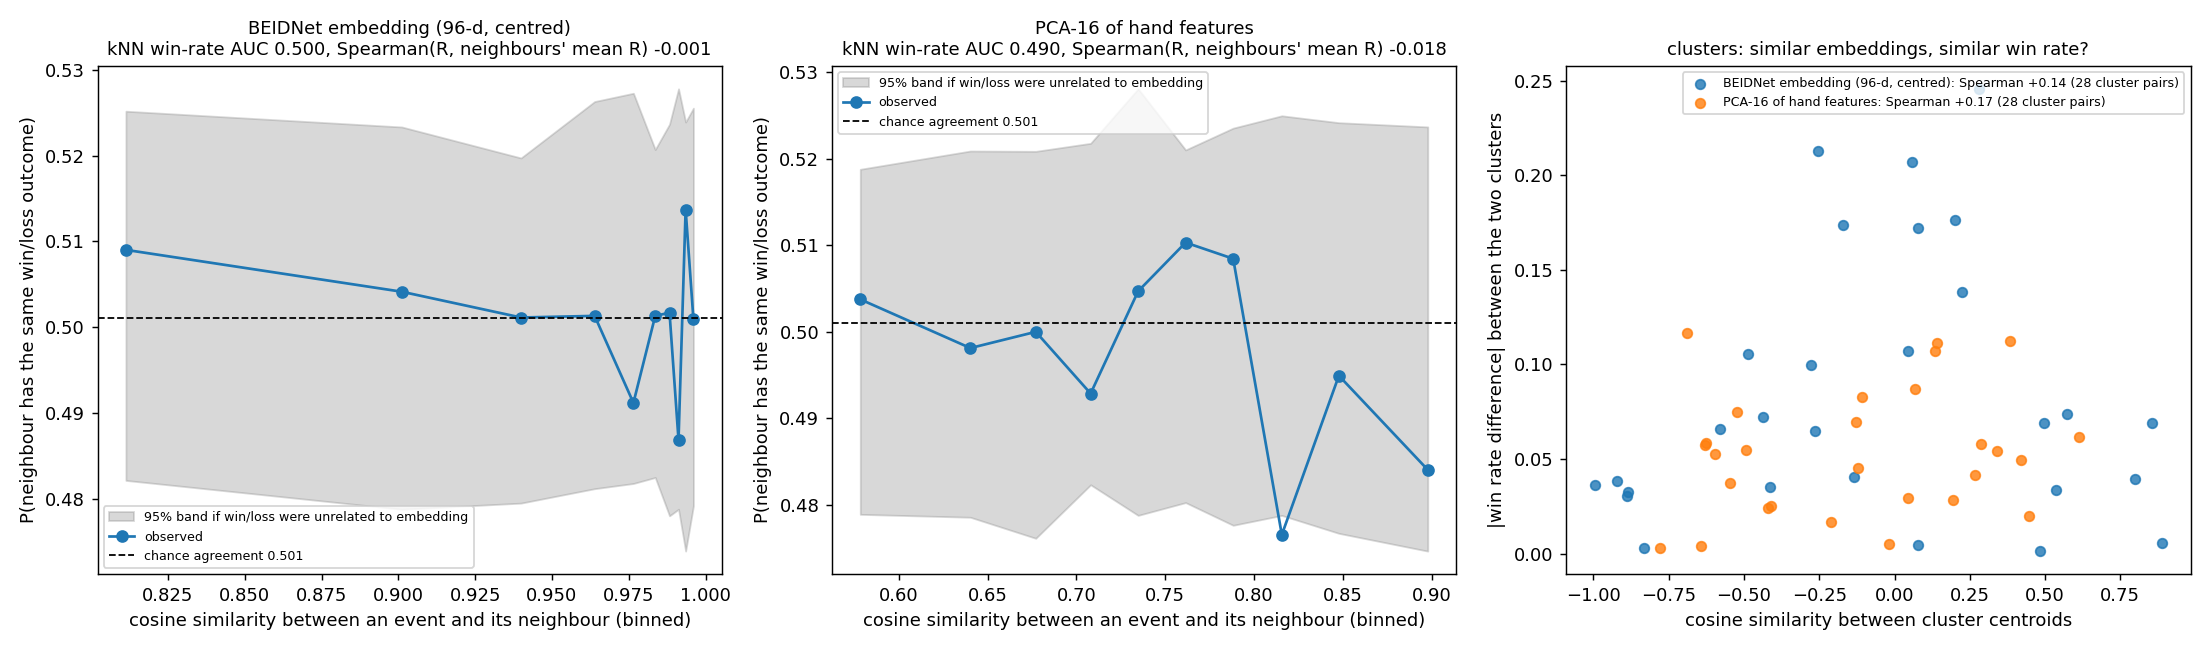 BEIDNet embedding (96-d, centred)
kNN win-rate AUC 0.500, Spearman(R, neighbours' mean R) -0.001
P(neighbour has the same win/loss outcome)
0.53
0.52
0.51
0.50
0.49
0.48
95% band if win/loss were unrelated to embedding
observed
chance agreement 0.501
0.825
0.850
0.875
0.900
0.925
0.950
0.975
1.000
cosine similarity between an event and its neighbour (binned)
PCA-16 of hand features
kNN win-rate AUC 0.490, Spearman(R, neighbours' mean R) -0.018
P(neighbour has the same win/loss outcome)
0.53
0.52
0.51
0.50
0.49
0.48
95% band if win/loss were unrelated to embedding
observed
chance agreement 0.501
0.60
0.65
0.70
0.75
0.80
0.85
0.90
cosine similarity between an event and its neighbour (binned)
clusters: similar embeddings, similar win rate?
|win rate difference| between the two clusters
0.25
0.20
0.15
0.10
0.05
0.00
BEIDNet embedding (96-d, centred): Spearman +0.14 (28 cluster pairs)
PCA-16 of hand features: Spearman +0.17 (28 cluster pairs)
−1.00
−0.75
−0.50
−0.25
0.00
0.25
0.50
0.75
cosine similarity between cluster centroids